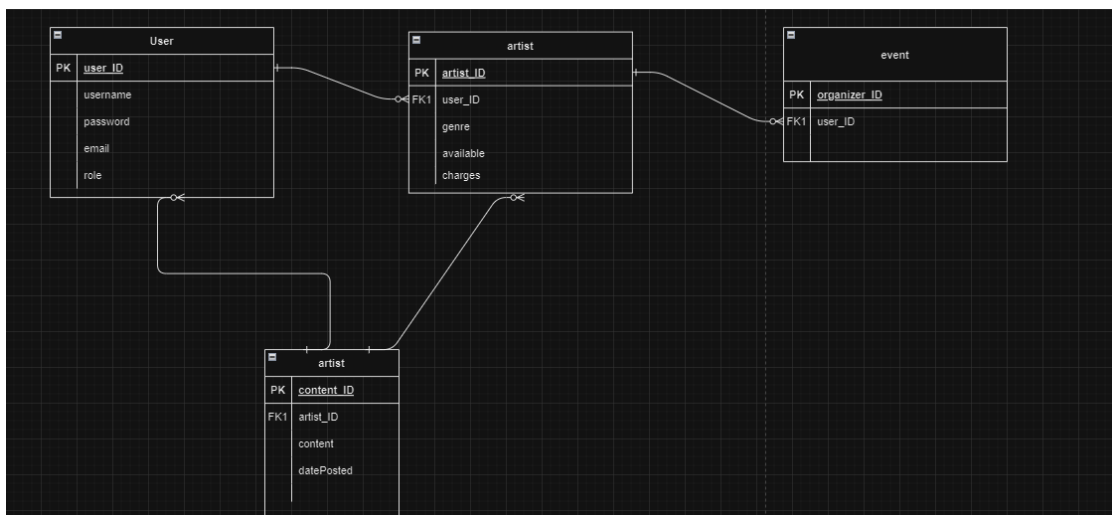 User
PK user_ID
username
password
email
role
artist
PK artist_ID
FK1 user_ID
genre
available
charges
event
PK organizer_ID
FK1 user_ID
artist
PK content_ID
FK1 artist_ID
content
datePosted